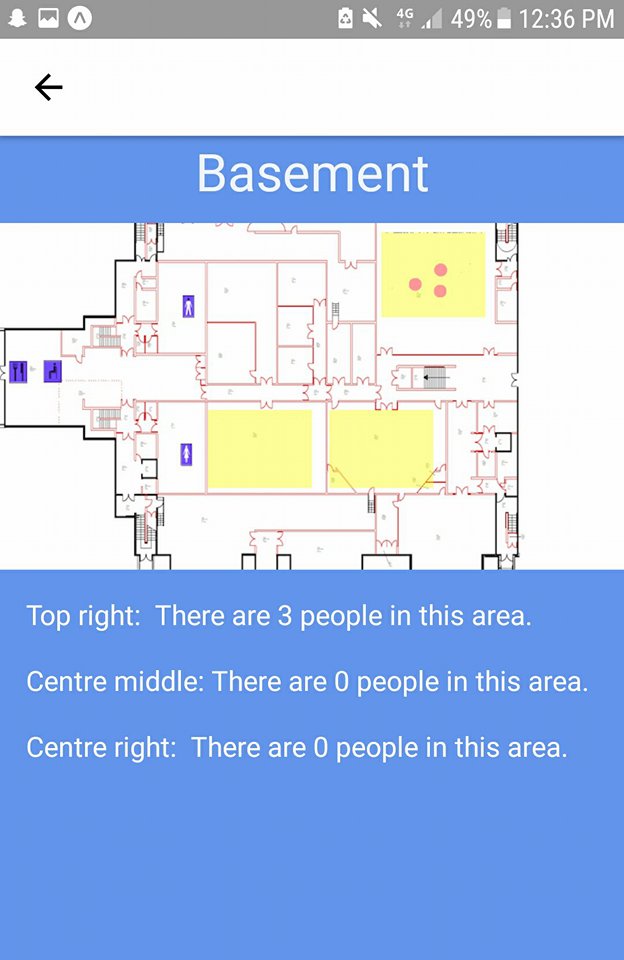 4G 49% 12:36 PM
Basement
Top right: There are 3 people in this area.
Centre middle: There are 0 people in this area.
Centre right: There are 0 people in this area.